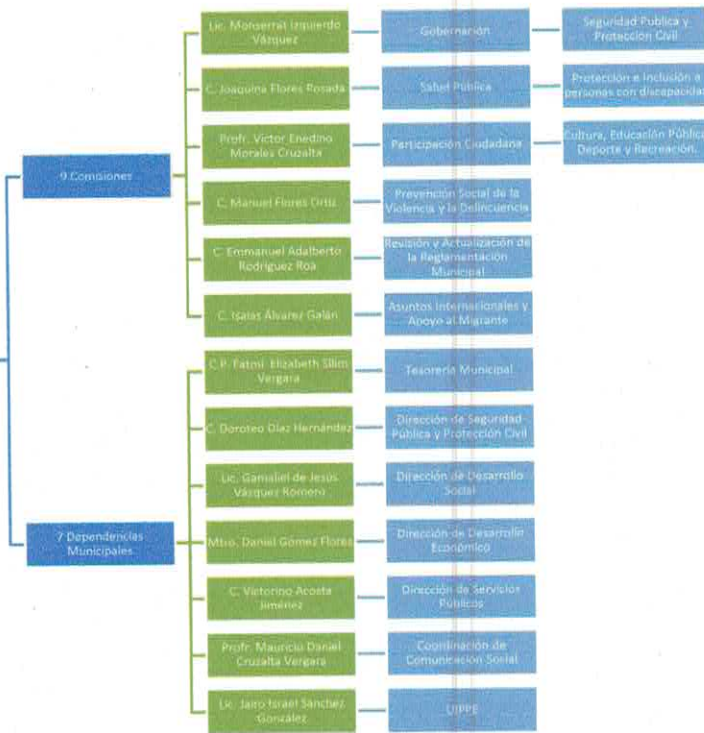 Lic. Monserrat Izquierdo
Vázquez
Gobernación
Seguridad Publica y
Protección Civil
C. Joaquina Flores Posada
Salud Pública
Protección e Inclusión a
personas con discapacidad
Profr. Victor Enedino
Morales Cruzalta
Participación Ciudadana
Cultura, Educación Pública,
Deporte y Recreación.
9 Comisiones
C. Manuel Flores Ortiz
Prevención Social de la
Violencia y la Delincuencia
C. Emmanuel Adalberto
Rodríguez Roa
Revisión y Actualización de
la Reglamentación
Municipal
C. Isaías Álvarez Galán
Asuntos Internacionales y
Apoyo al Migrante
C.P. Fatmi Elizabeth
Vergara
Tesorería Municipal
C. Doroteo Díaz Hernández
Dirección de Seguridad
Pública y Protección Civil
Lic. Gamaliel de Jesús
Vásquez Romero
Dirección de Desarrollo
Social
7 Dependencias
Municipales
Mtro. Daniel Gómez Flores
Dirección de Desarrollo
Económico
C. Victorino Acosta
Jiménez
Dirección de Servicios
Públicos
Profr. Mauricio Daniel
Cruzalta Vergara
Coordinación de
Comunicación Social
Lic. Jairo Israel Sánchez
González
UIPPE